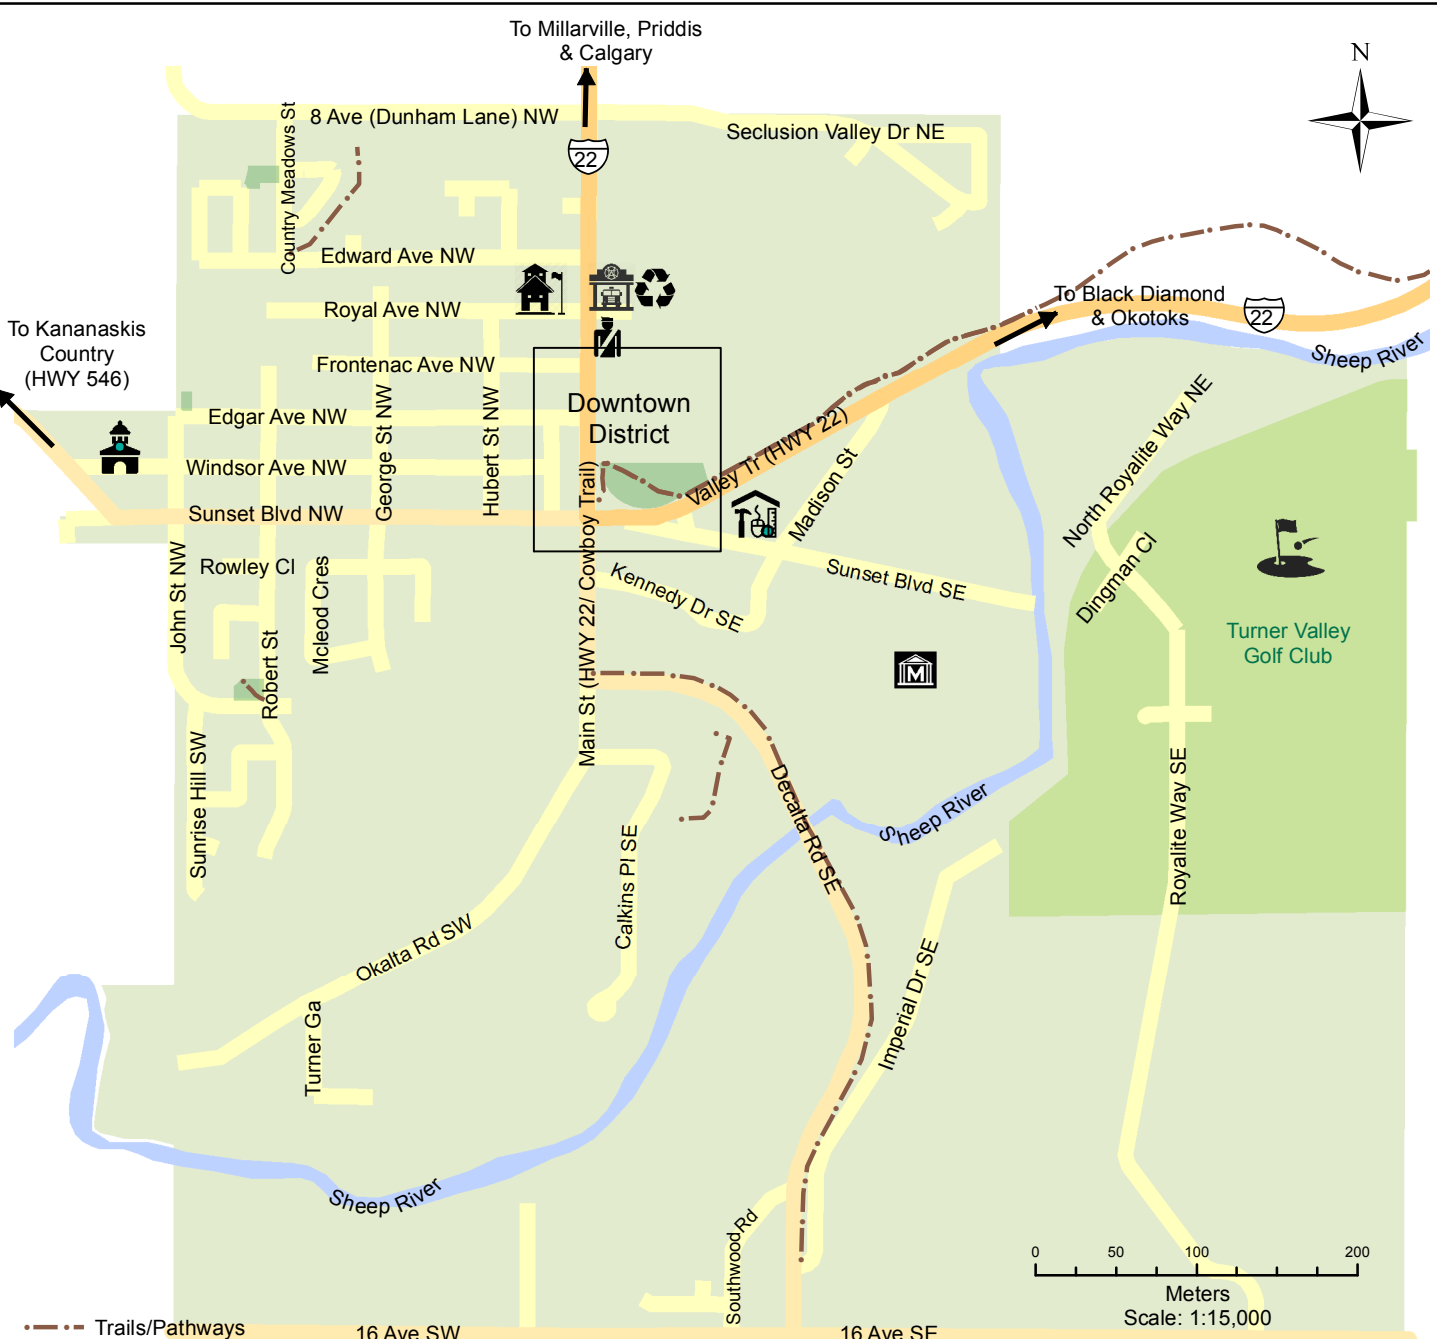 To Millarville, Priddis
& Calgary
N
8 Ave (Dunham Lane) NW
Seclusion Valley Dr NE
22
Country Meadows St
Edward Ave NW
Royal Ave NW
To Black Diamond
& Okotoks
22
To Kananaskis
Country
(HWY 546)
Sheep River
Frontenac Ave NW
Downtown
District
Edgar Ave NW
George St NW
Hubert St NW
Valley Tr (HWY 22)
Madison St
North Royalite Way NE
Windsor Ave NW
Sunset Blvd NW
John St NW
Rowley Cl
Mcleod Cres
Main St (HWY 22/ Cowboy Trail)
Kennedy Dr SE
Sunset Blvd SE
Dingman Cl
Turner Valley
Golf Club
Robert St
M
Sunrise Hill SW
Decalta Rd SE
Sheep River
Royalite Way SE
Calkins Pl SE
Okalta Rd SW
Imperial Dr SE
Turner Ga
Sheep River
Southwood Rd
0 50 100 200
Meters
Scale: 1:15,000
Trails/Pathways
16 Ave SW
16 Ave SE